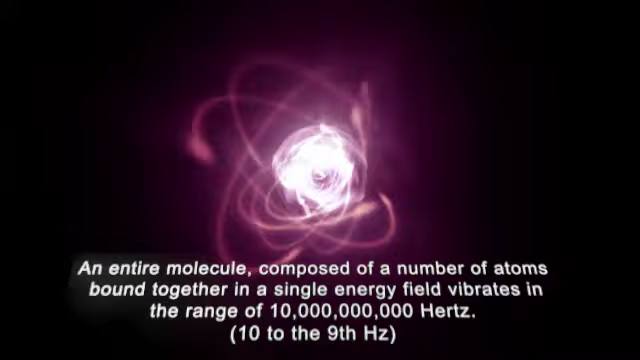 An entire molecule, composed of a number of atoms
bound together in a single energy field vibrates in
the range of 10,000,000,000 Hertz.
(10 to the 9th Hz)